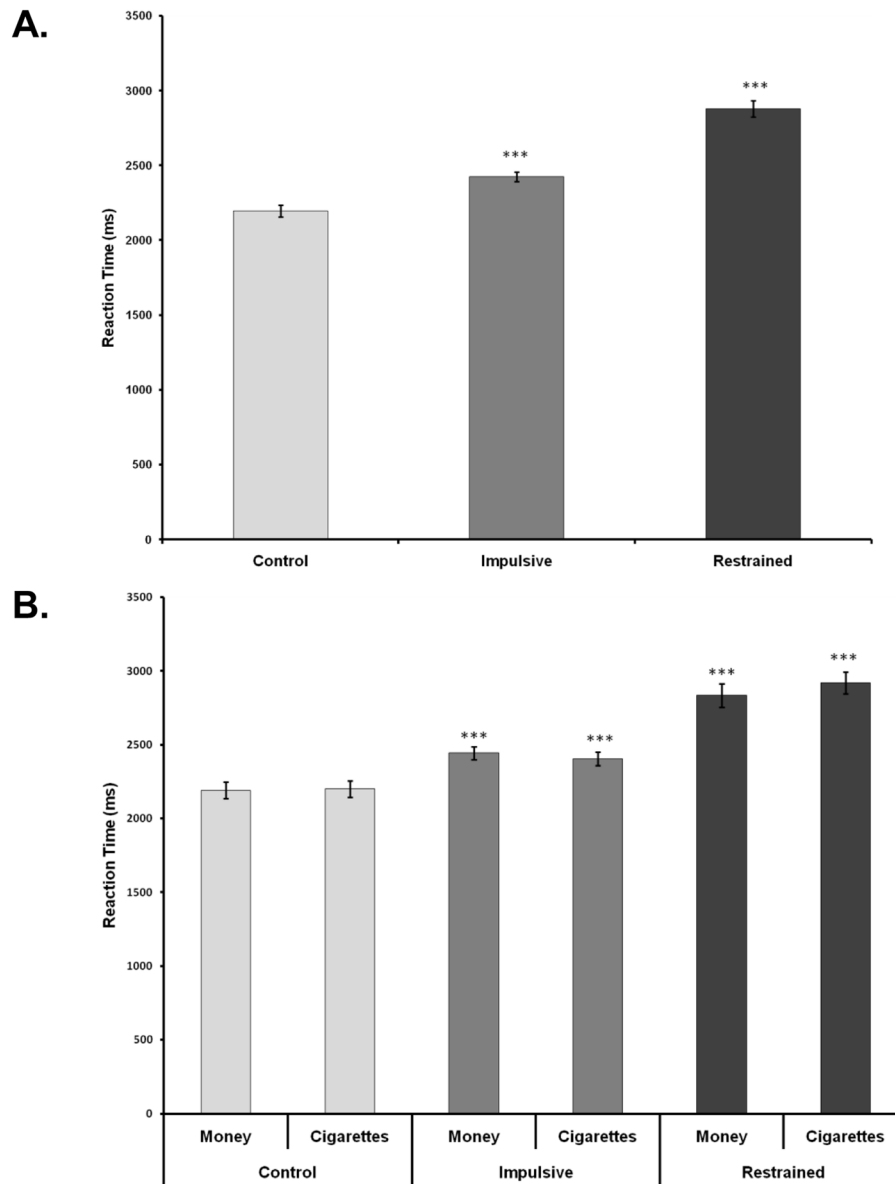 A.
3500
3000
2500
2000
1500
1000
500
0
Reaction Time (ms)
***
***
Control
Impulsive
Restrained
B.
3500
3000
2500
2000
1500
1000
500
0
Reaction Time (ms)
***
***
***
***
Money Cigarettes Money Cigarettes Money Cigarettes
Control Impulsive Restrained